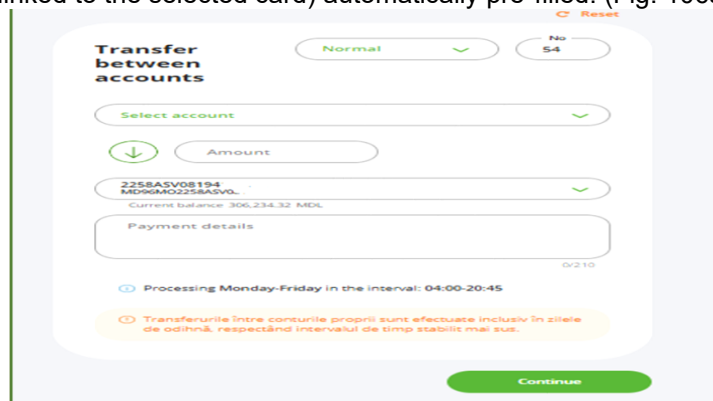 linked to the selected card) automatically pre-filled. (Fig.
Reset
Transfer between accounts
Normal
No
54
Select account
Amount
2258ASV08194
MD96MO2258ASV0..
Current balance 306,234.32 MDL
Payment details
0/210
Processing Monday-Friday in the interval: 04:00-20:45
Transferurile între conturile proprii sunt efectuate inclusiv în zilele
de odihnă, respectând intervalul de timp stabilit mai sus.
Continue